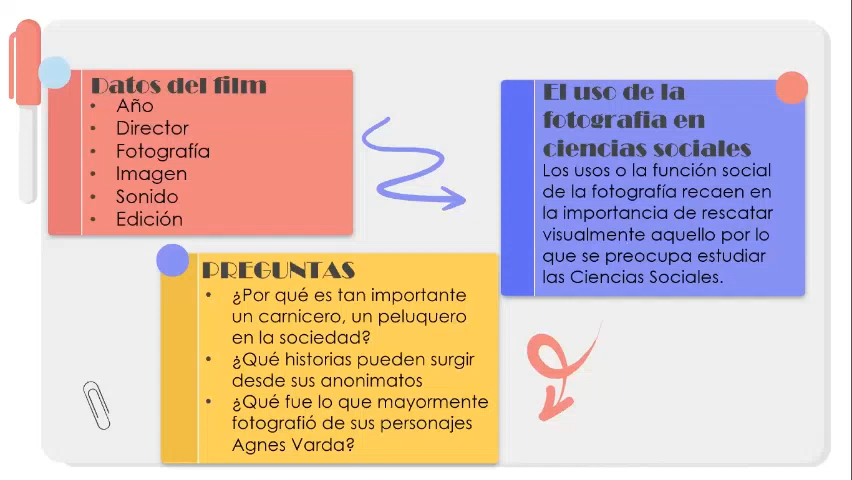 Datos del film
• Año
• Director
• Fotografía
• Imagen
• Sonido
• Edición
El uso de la
fotografia en
ciencias sociales
Los usos o la función social
de la fotografía recaen en
la importancia de rescatar
visualmente aquello por lo
que se preocupa estudiar
las Ciencias Sociales.
PREGUNTAS
• ¿Por qué es tan importante
un carnicero, un peluquero
en la sociedad?
• ¿Qué historias pueden surgir
desde sus anonimatos
• ¿Qué fue lo que mayormente
fotografió de sus personajes
Agnes Varda?